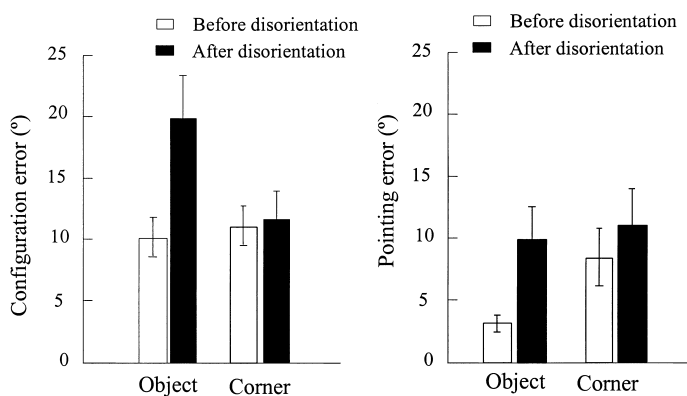 Before disorientation
After disorientation
Configuration error (º)
25
20
15
10
5
0
Object
Corner
Before disorientation
After disorientation
Pointing error (º)
25
20
15
10
5
0
Object
Corner